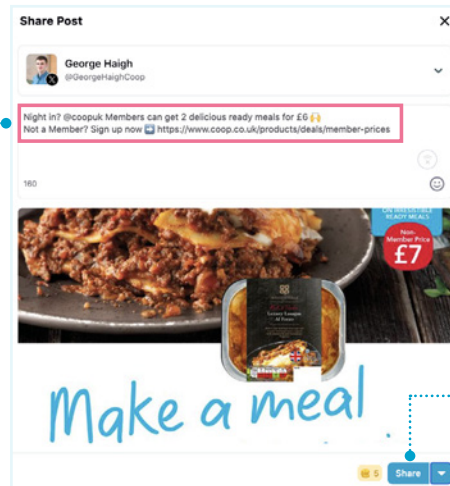 Share Post
George Haigh
@GeorgeHaighCoop
Night in? @coopuk Members can get 2 delicious ready meals for £6 🙌
Not a Member? Sign up now ➡️ https://www.coop.co.uk/products/deals/member-prices
160
ON IRRESISTIBLE
READY MEALS
Non-
Member Price
£7
Make a meal
5
Share